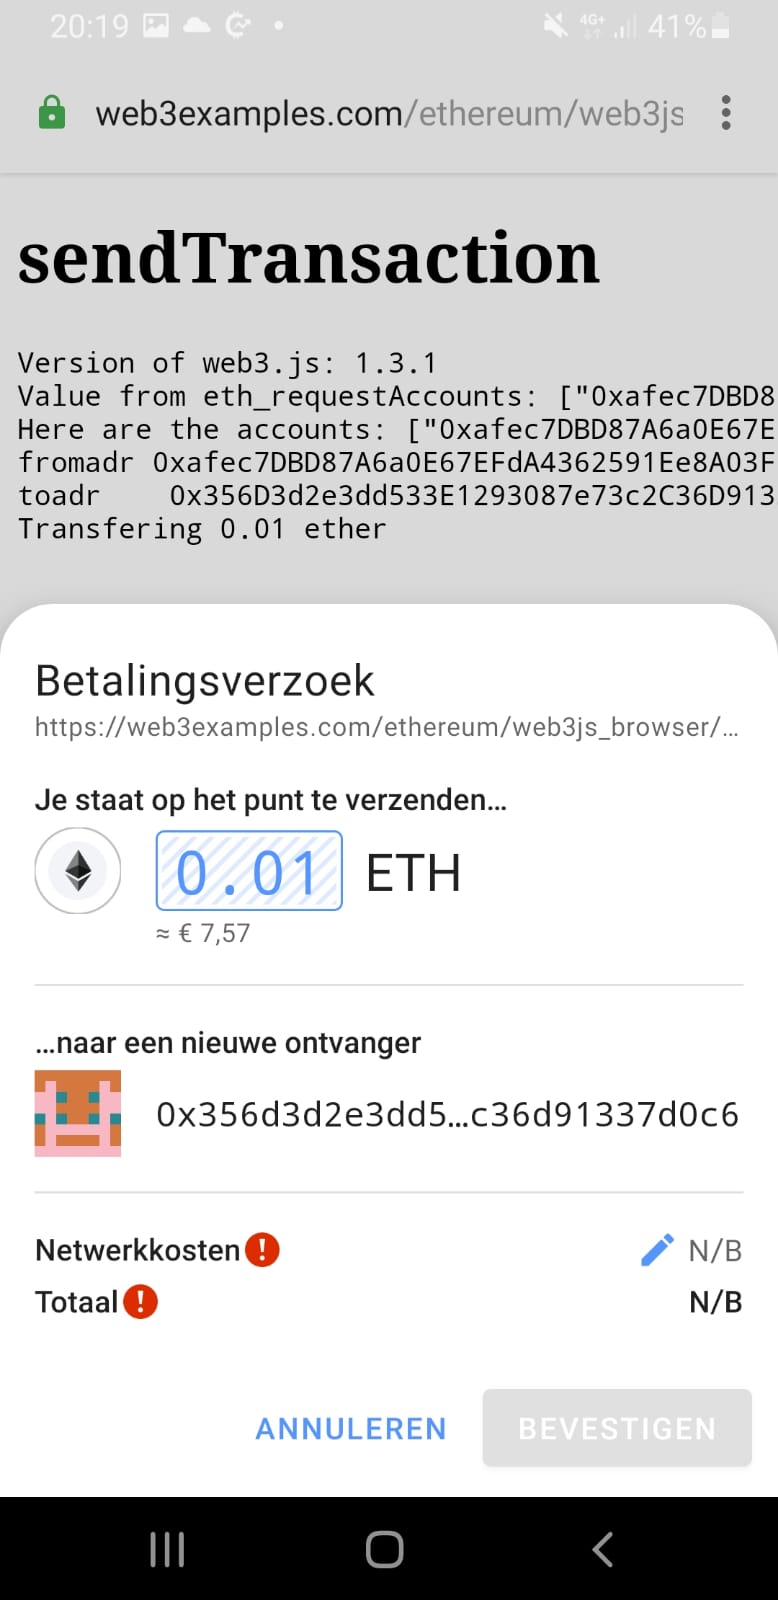 20:19
4G+
41%
web3examples.com/ethereum/web3js
sendTransaction
Version of web3.js: 1.3.1
Value from eth_requestAccounts: ["0xafec7DBD8
Here are the accounts: ["0xafec7DBD87A6a0E67E
fromadr 0xafec7DBD87A6a0E67EFdA4362591Ee8A03F
toadr 0x356D3d2e3dd533E1293087e73c2C36D913
Transfering 0.01 ether
Betalingsverzoek
https://web3examples.com/ethereum/web3js_browser/...
Je staat op het punt te verzenden...
0.01 ETH
≈ € 7,57
...naar een nieuwe ontvanger
0x356d3d2e3dd5...c36d91337d0c6
Netwerkkosten ! N/B
Totaal ! N/B
ANNULEREN BEVESTIGEN